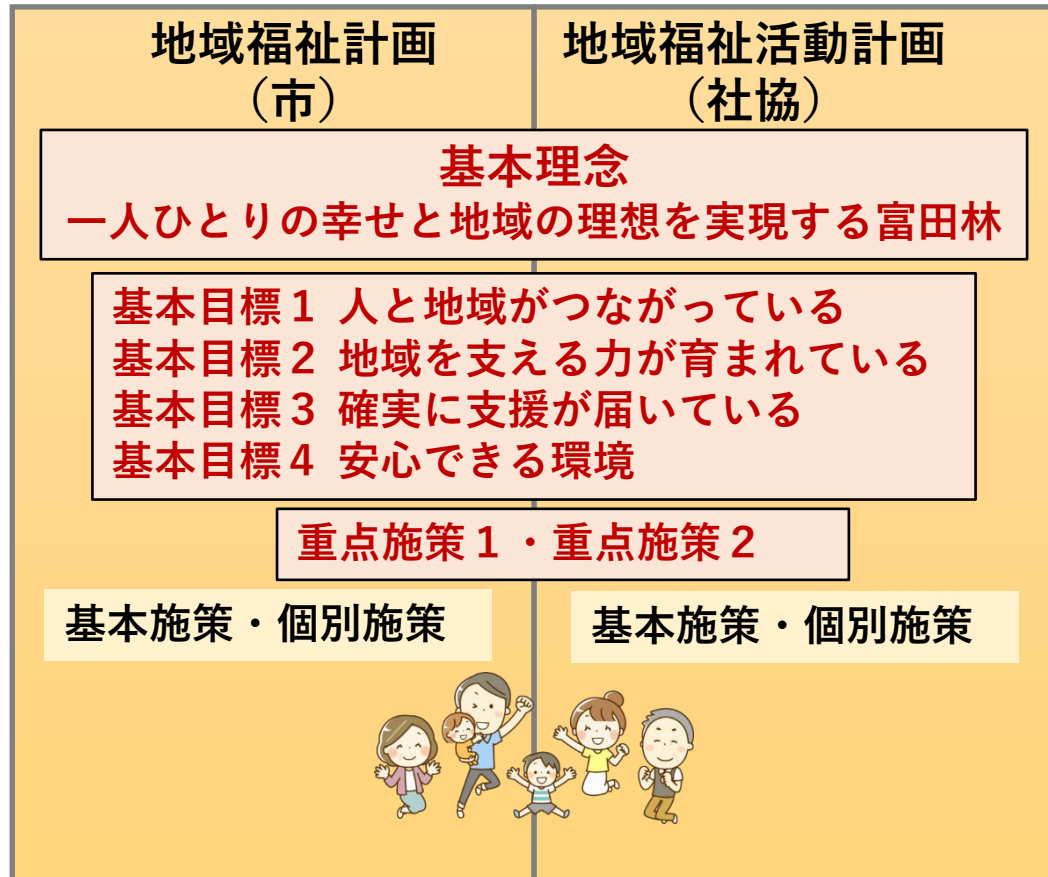 地域福祉計画
（市）
地域福祉活動計画
（社協）
基本理念
一人ひとりの幸せと地域の理想を実現する富田林
基本目標１ 人と地域がつながっている
基本目標２ 地域を支える力が育まれている
基本目標３ 確実に支援が届いている
基本目標４ 安心できる環境
重点施策１・重点施策２
基本施策・個別施策
基本施策・個別施策